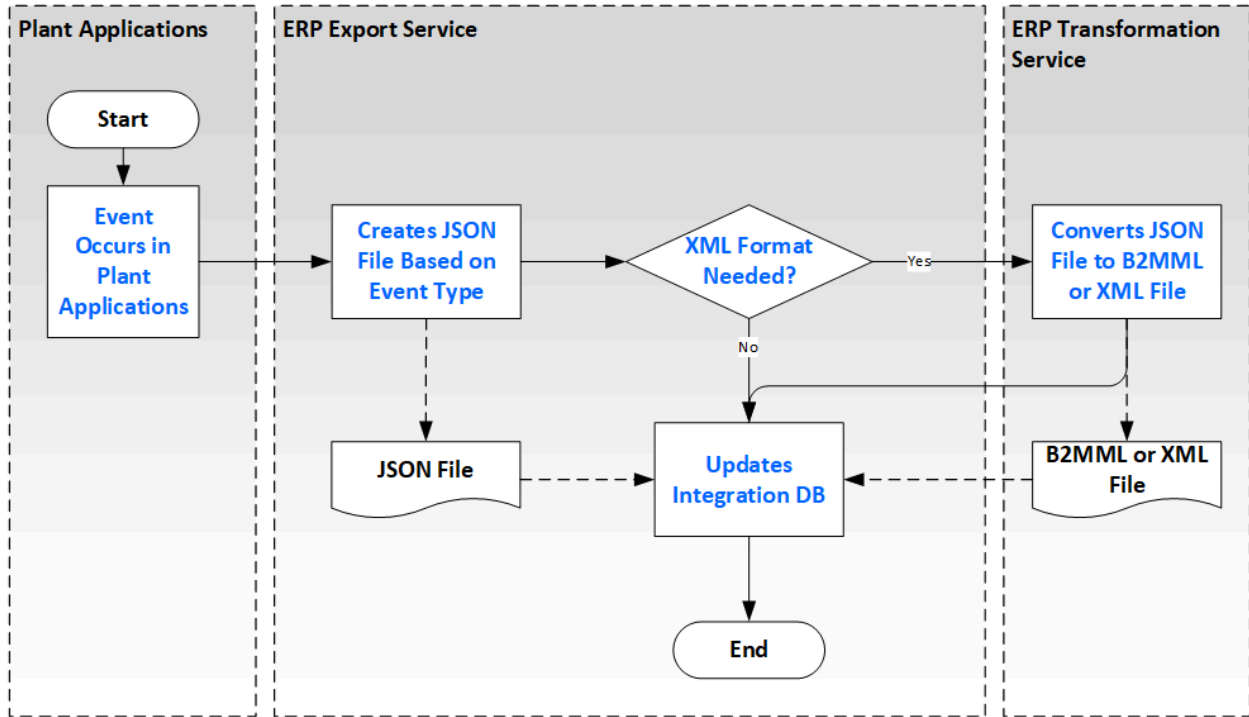 Plant Applications
ERP Export Service
ERP Transformation
Service
Start
Event
Occurs in
Plant
Applications
Creates JSON
File Based on
Event Type
XML Format
Needed?
Yes
Converts JSON
File to B2MML
or XML File
No
JSON File
Updates
Integration DB
B2MML or XML
File
End